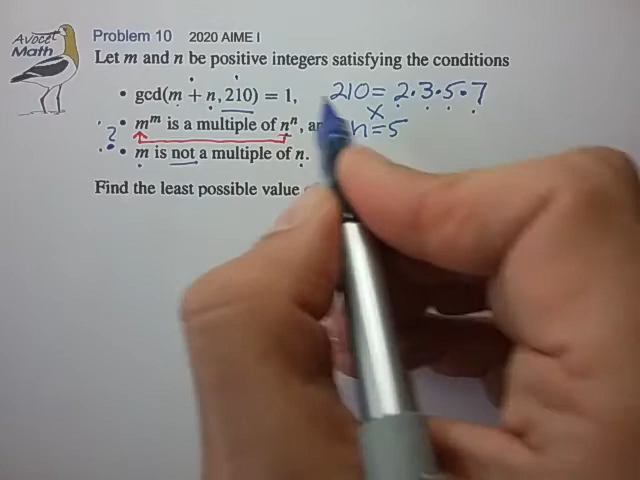 Avocet
Math
Problem 10 2020 AIME I
Let m and n be positive integers satisfying the conditions
• gcd(m + n, 210) = 1,
210 = 2·3·5·7
• m^m is a multiple of n^n, an
n=5
?
• m is not a multiple of n.
Find the least possible value